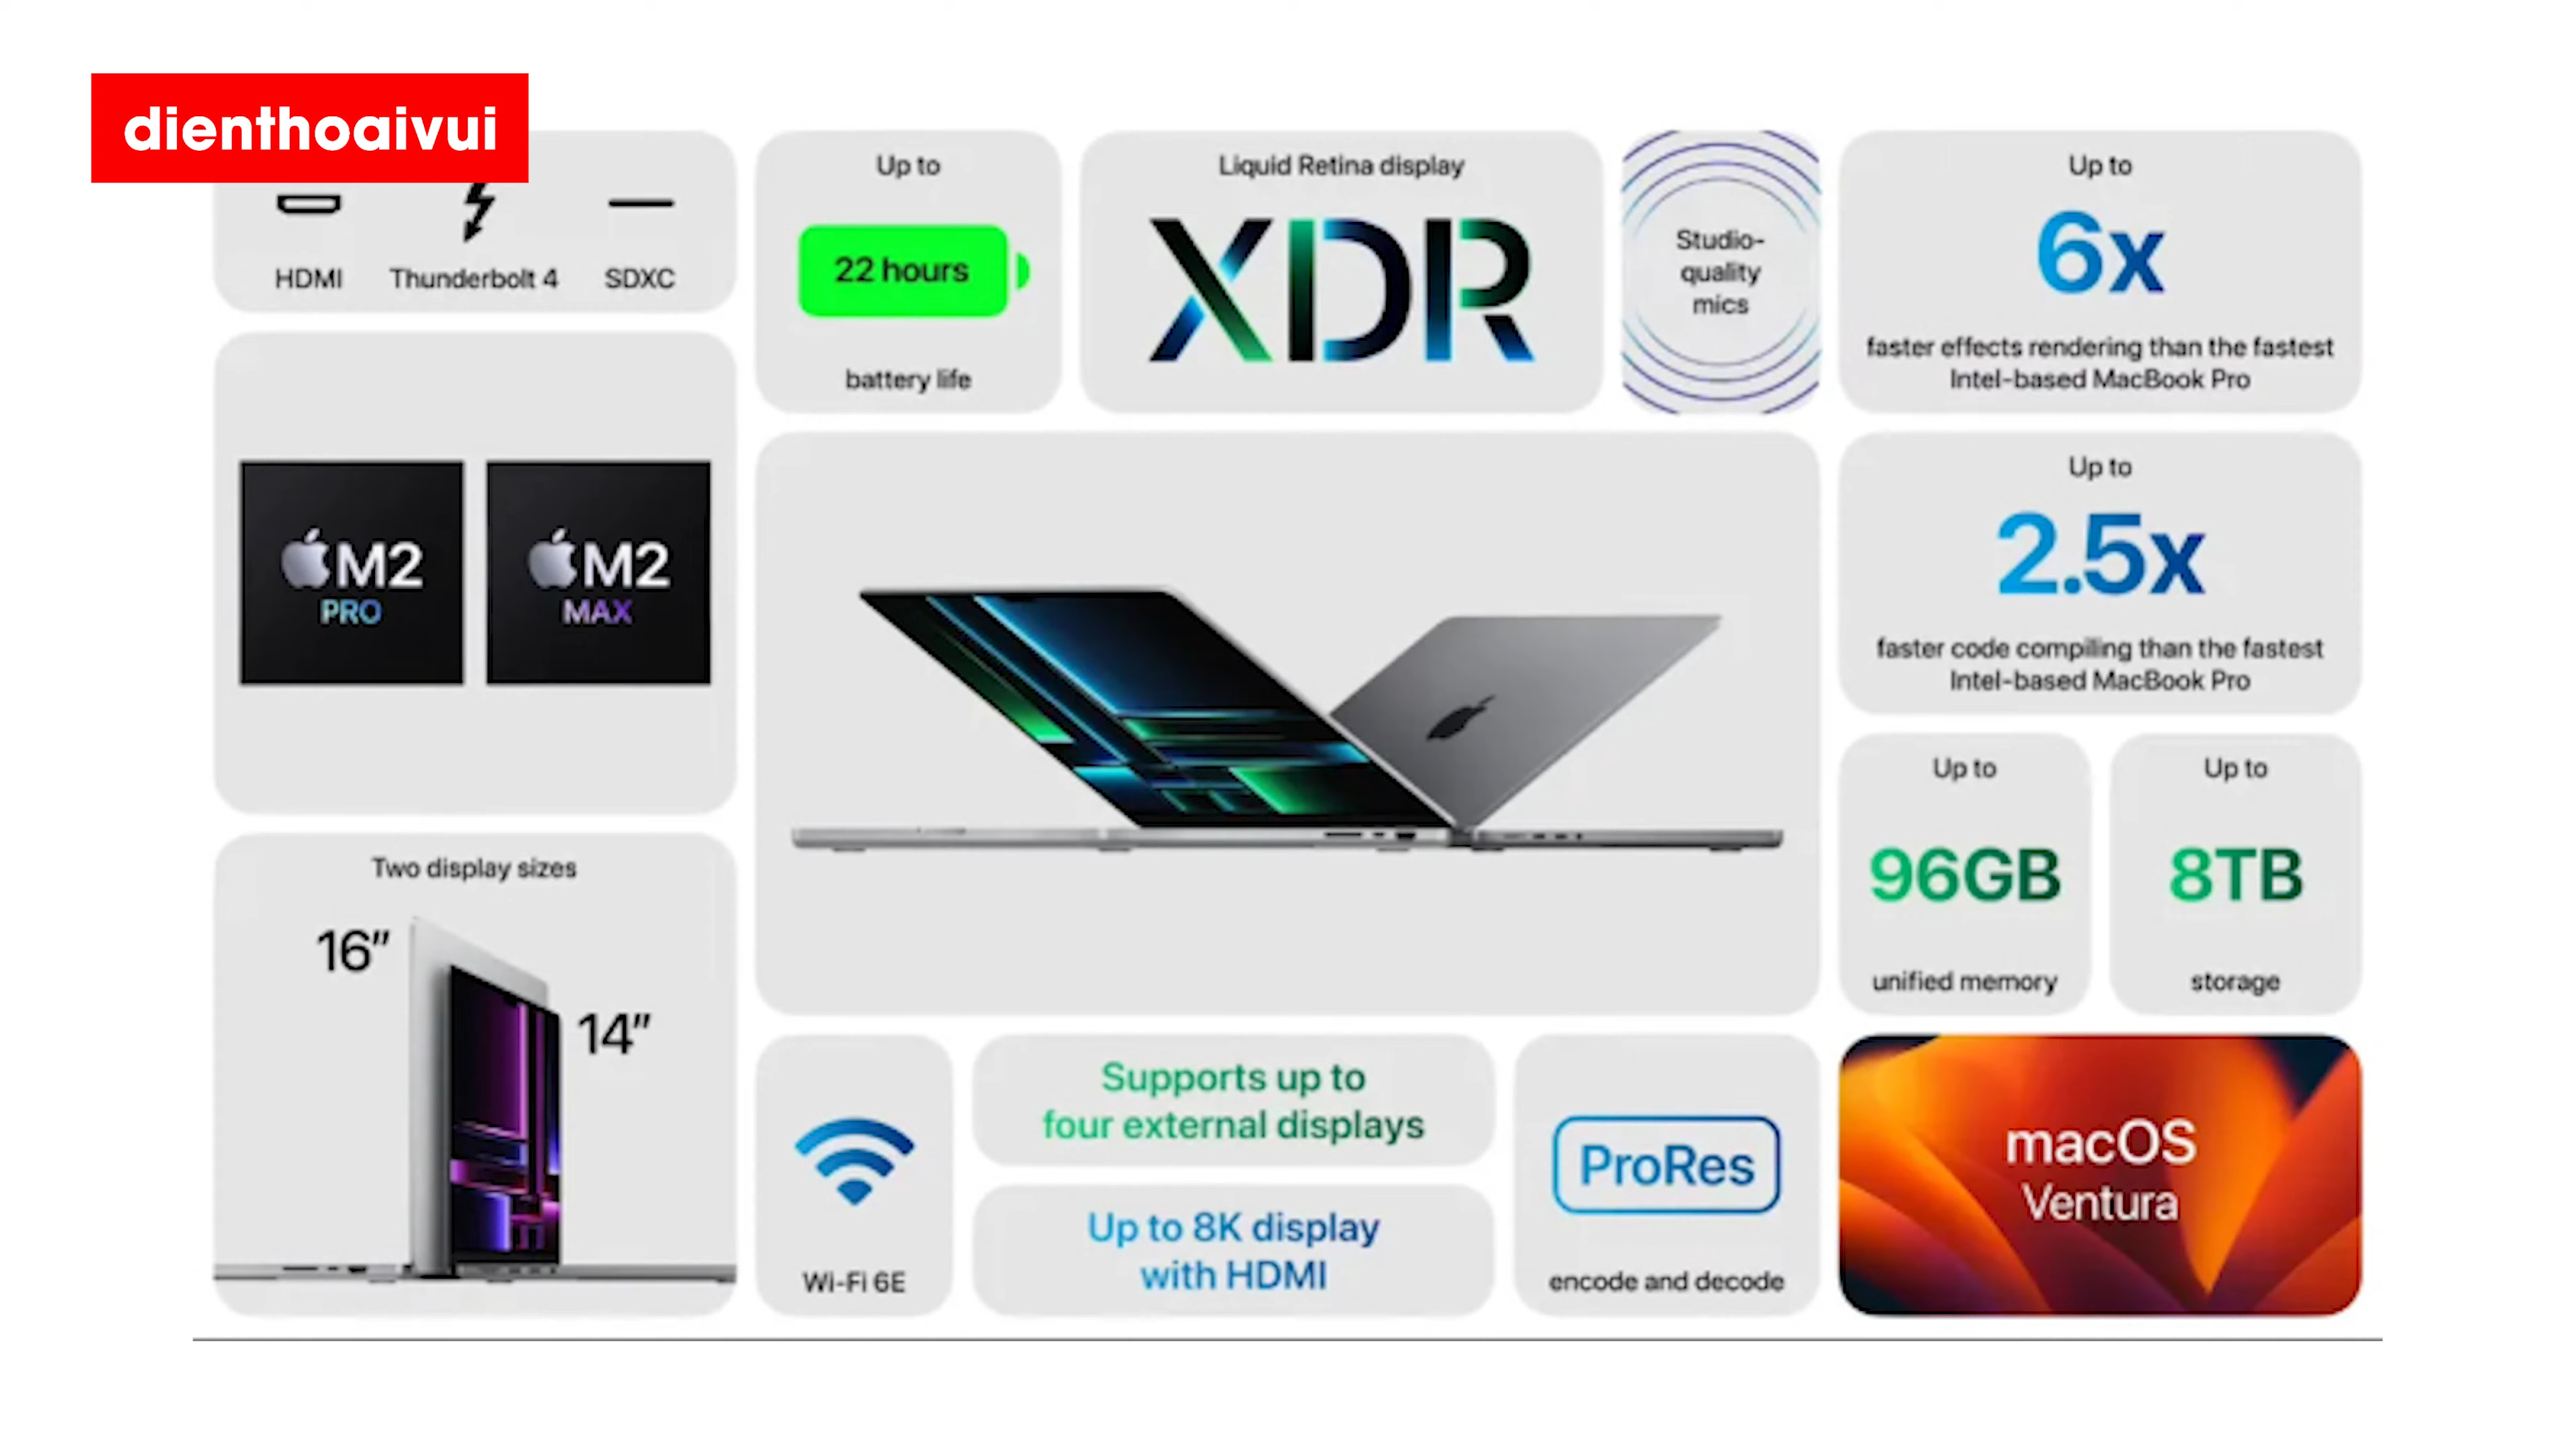 dienthoaivui
HDMI
Thunderbolt 4
SDXC
Up to
22 hours
battery life
Liquid Retina display
XDR
Studio-
quality
mics
Up to
6x
faster effects rendering than the fastest
Intel-based MacBook Pro
M2
PRO
M2
MAX
Up to
2.5x
faster code compiling than the fastest
Intel-based MacBook Pro
Up to
96GB
unified memory
Up to
8TB
storage
Two display sizes
16”
14”
Wi-Fi 6E
Supports up to
four external displays
Up to 8K display
with HDMI
ProRes
encode and decode
macOS
Ventura